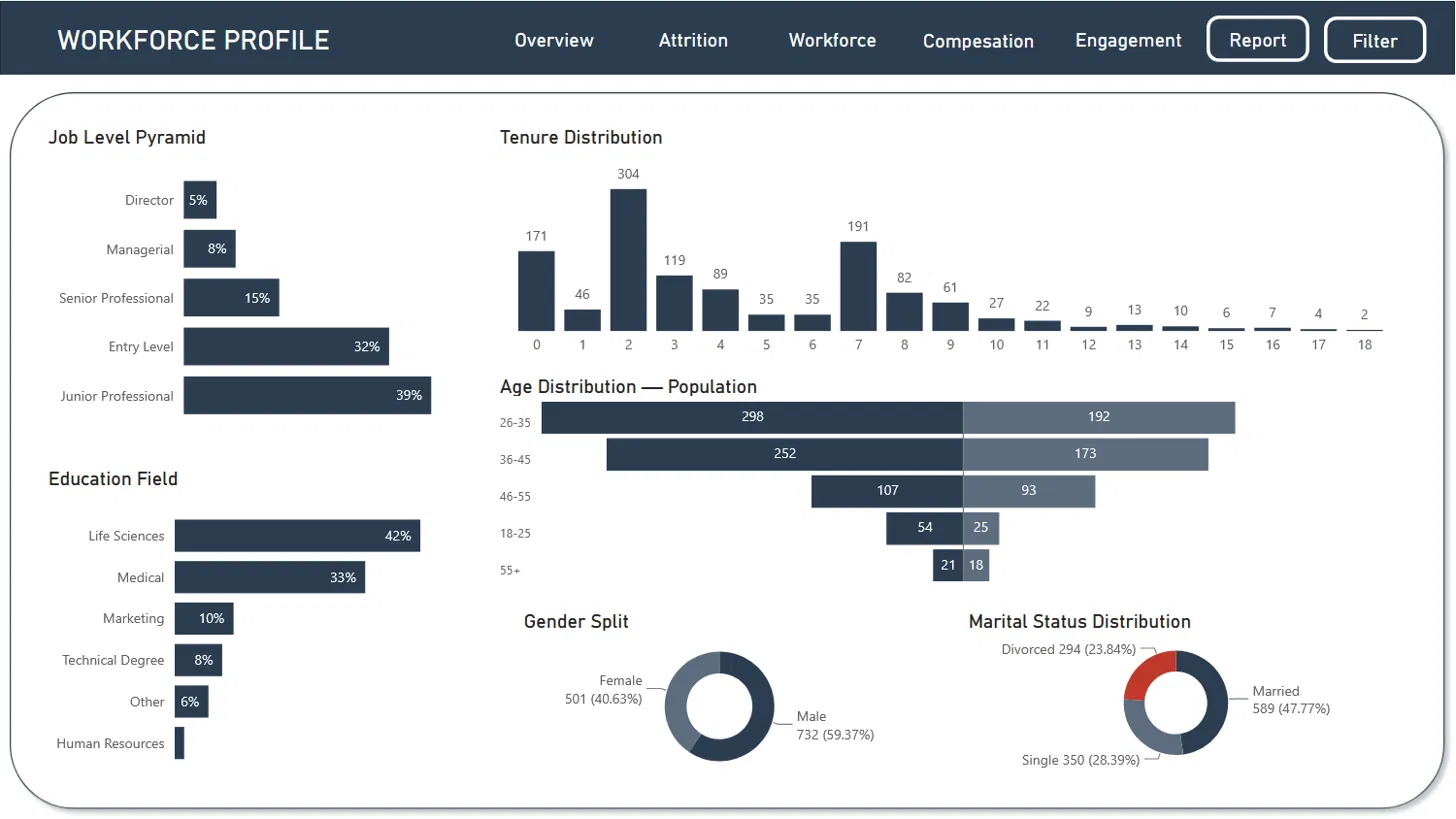 WORKFORCE PROFILE
Overview
Attrition
Workforce
Compesation
Engagement
Report
Filter
Job Level Pyramid
Director 5%
Managerial 8%
Senior Professional 15%
Entry Level 32%
Junior Professional 39%
Education Field
Life Sciences 42%
Medical 33%
Marketing 10%
Technical Degree 8%
Other 6%
Human Resources
Tenure Distribution
171 46 304 119 89 35 35 191 82 61 27 22 9 13 10 6 7 4 2
0 1 2 3 4 5 6 7 8 9 10 11 12 13 14 15 16 17 18
Age Distribution — Population
26-35 298 192
36-45 252 173
46-55 107 93
18-25 54 25
55+ 21 18
Gender Split
Female
501 (40.63%)
Male
732 (59.37%)
Marital Status Distribution
Divorced 294 (23.84%)
Married
589 (47.77%)
Single 350 (28.39%)